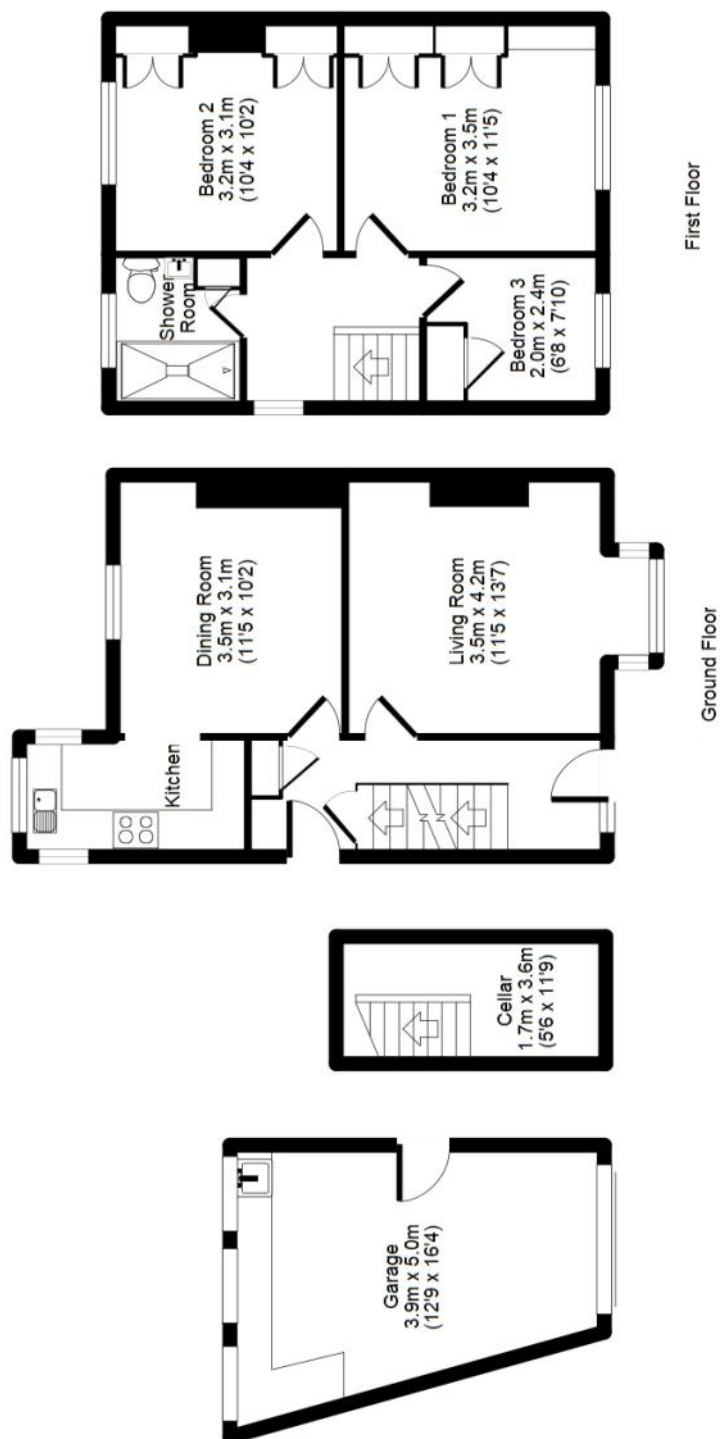 Garage
3.9m x 5.0m
(12'9 x 16'4)
Cellar
1.7m x 3.6m
(5'6 x 11'9)
Kitchen
Dining Room
3.5m x 3.1m
(11'5 x 10'2)
Living Room
3.5m x 4.2m
(11'5 x 13'7)
Ground Floor
Shower
Room
Bedroom 2
3.2m x 3.1m
(10'4 x 10'2)
Bedroom 1
3.2m x 3.5m
(10'4 x 11'5)
Bedroom 3
2.0m x 2.4m
(6'8 x 7'10)
First Floor